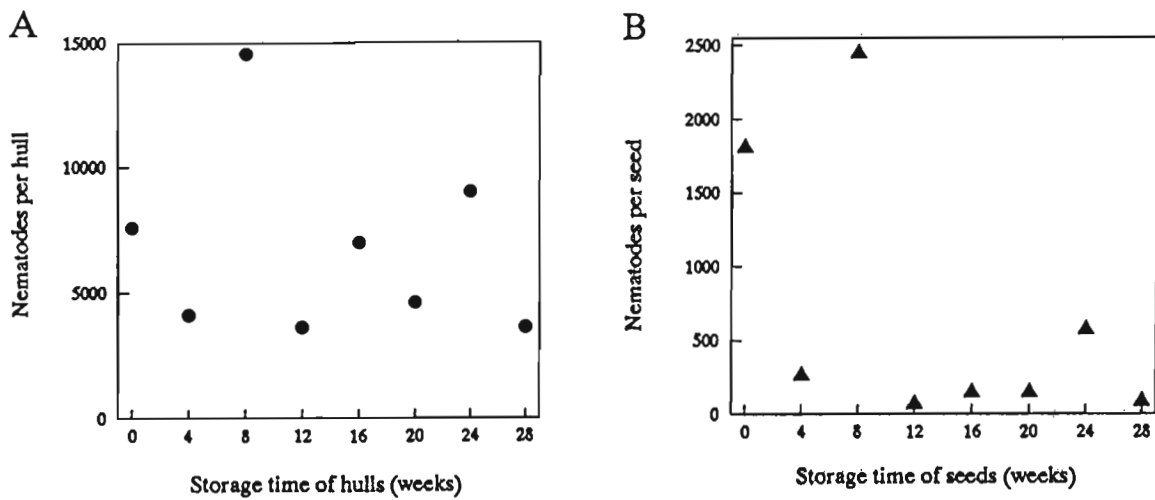 A
15000
10000
5000
0
Nematodes per hull
0 4 8 12 16 20 24 28
Storage time of hulls (weeks)
B
2500
2000
1500
1000
500
0
Nematodes per seed
0 4 8 12 16 20 24 28
Storage time of seeds (weeks)